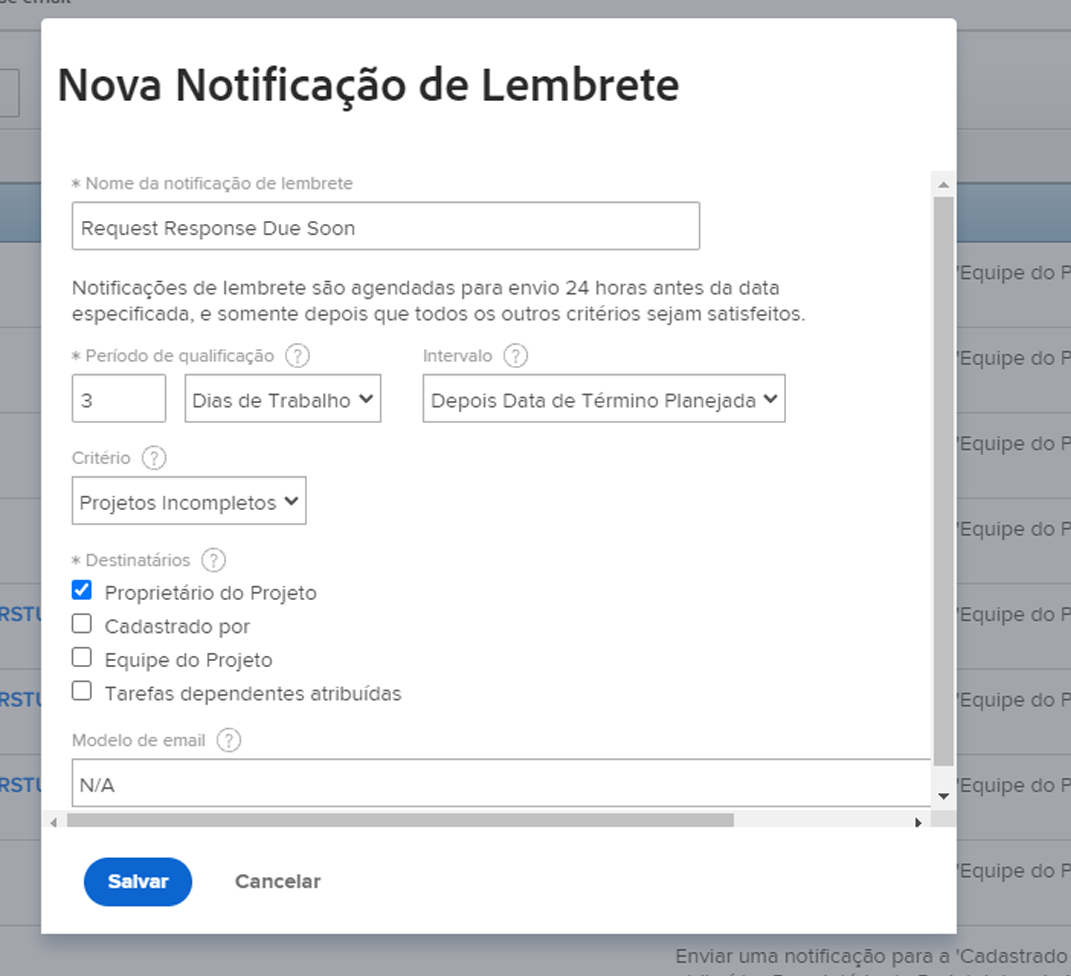 Nova Notificação de Lembrete
* Nome da notificação de lembrete
Request Response Due Soon
Notificações de lembrete são agendadas para envio 24 horas antes da data
especificada, e somente depois que todos os outros critérios sejam satisfeitos.
* Período de qualificação ? Intervalo ?
3 Dias de Trabalho Depois Data de Término Planejada
Critério ?
Projetos Incompletos
* Destinatários ?
Proprietário do Projeto
Cadastrado por
Equipe do Projeto
Tarefas dependentes atribuídas
Modelo de email ?
N/A
Salvar Cancelar
'Equipe do P
'Equipe do P
'Equipe do P
'Equipe do P
RSTU 'Equipe do P
RSTU 'Equipe do P
RSTU 'Equipe do P
'Equipe do P
Enviar uma notificação para a 'Cadastrado